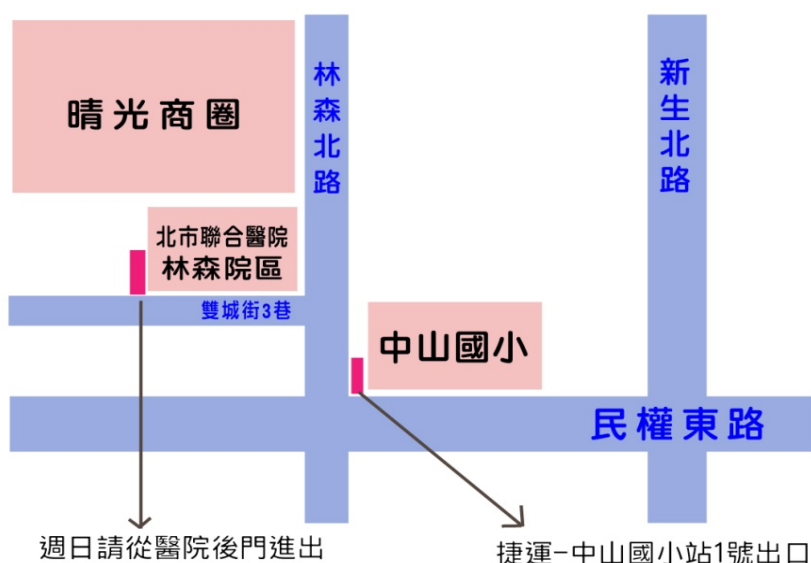 晴光商圈
林森北路
新生北路
北市聯合醫院
林森院區
雙城街3巷
中山國小
民權東路
週日請從醫院後門進出
捷運-中山國小站1號出口